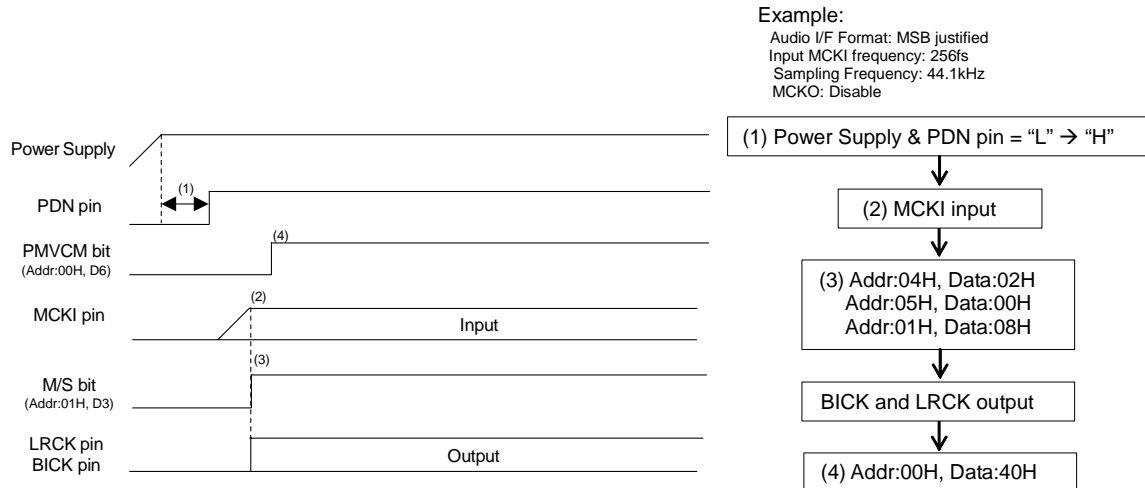 Example:
Audio I/F Format: MSB justified
Input MCKI frequency: 256fs
Sampling Frequency: 44.1kHz
MCKO: Disable
Power Supply
(1)
PDN pin
PMVCM bit
(Addr:00H, D6)
(4)
MCKI pin
(2)
Input
M/S bit
(Addr:01H, D3)
(3)
LRCK pin
BICK pin
Output
(1) Power Supply & PDN pin = “L” → “H”
(2) MCKI input
(3) Addr:04H, Data:02H
Addr:05H, Data:00H
Addr:01H, Data:08H
BICK and LRCK output
(4) Addr:00H, Data:40H